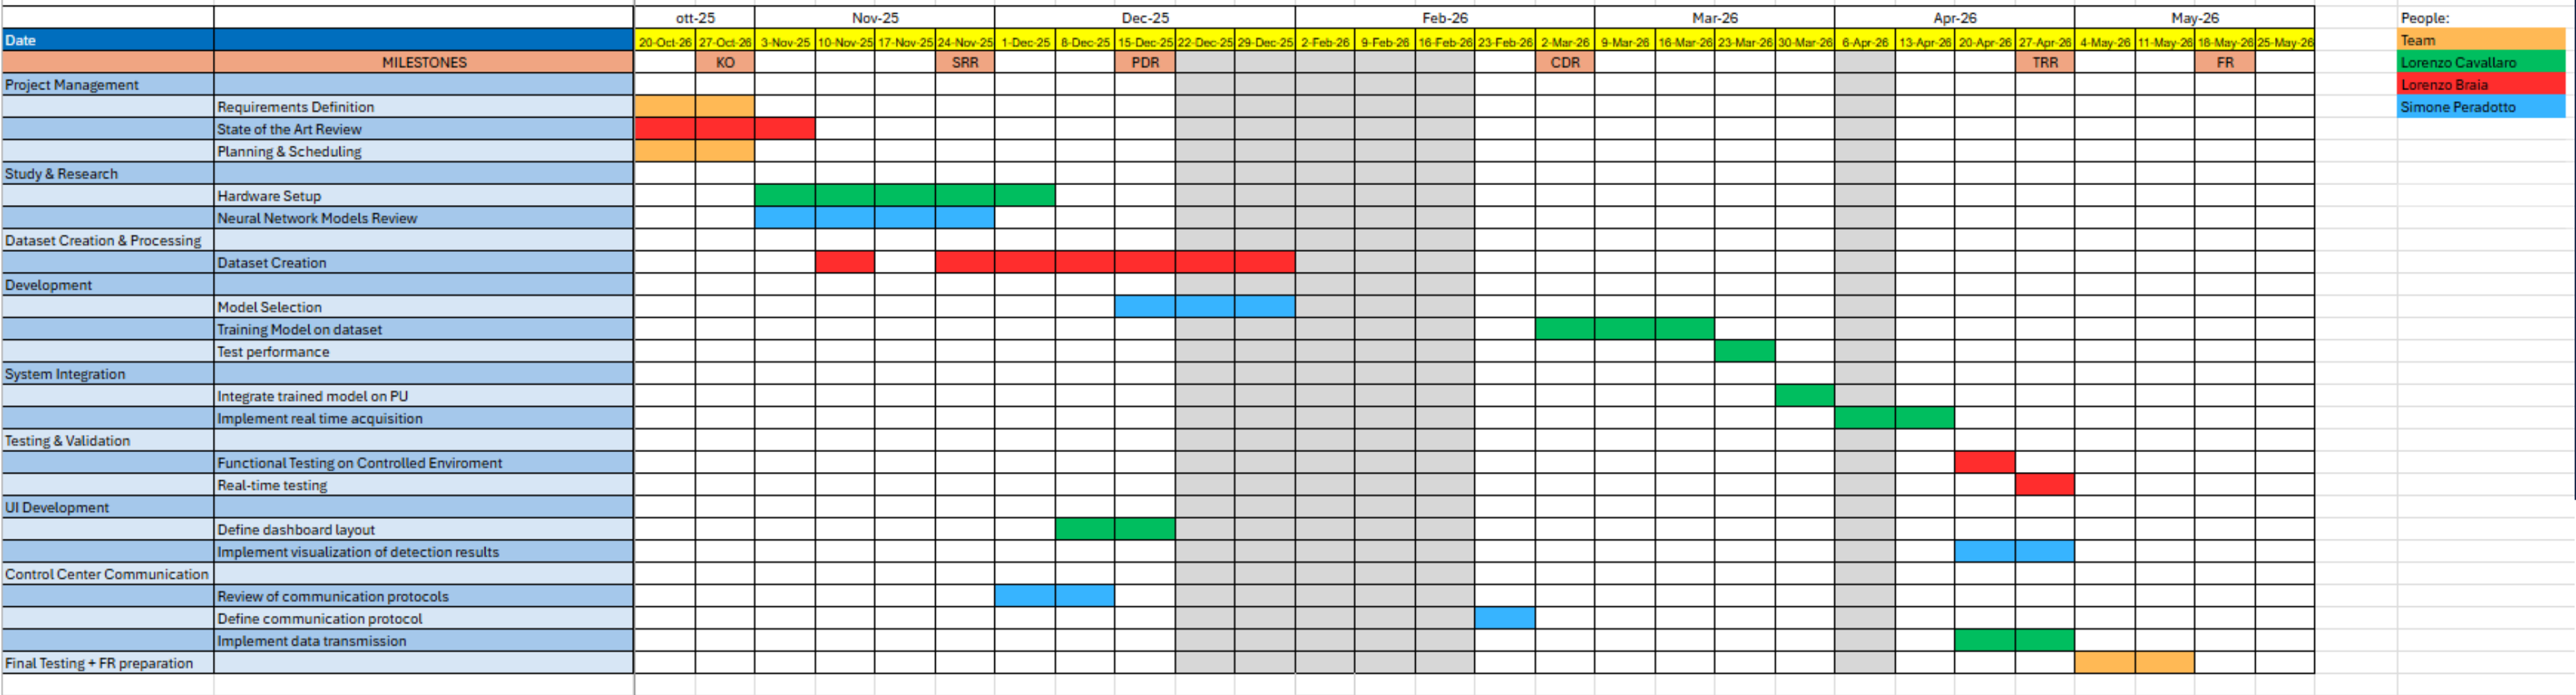 ott-25 Nov-25 Dec-25 Feb-26 Mar-26 Apr-26 May-26 People:
Date 20-Oct-26 27-Oct-26 3-Nov-25 10-Nov-25 17-Nov-25 24-Nov-25 1-Dec-25 8-Dec-25 15-Dec-25 22-Dec-25 29-Dec-25 2-Feb-26 9-Feb-26 16-Feb-26 23-Feb-26 2-Mar-26 9-Mar-26 16-Mar-26 23-Mar-26 30-Mar-26 6-Apr-26 13-Apr-26 20-Apr-26 27-Apr-26 4-May-26 11-May-26 18-May-26 25-May-26 Team
MILESTONES KO SRR PDR CDR TRR FR Lorenzo Cavallaro
Project Management Lorenzo Braia
Requirements Definition Simone Peradotto
State of the Art Review
Planning & Scheduling
Study & Research
Hardware Setup
Neural Network Models Review
Dataset Creation & Processing
Dataset Creation
Development
Model Selection
Training Model on dataset
Test performance
System Integration
Integrate trained model on PU
Implement real time acquisition
Testing & Validation
Functional Testing on Controlled Enviroment
Real-time testing
UI Development
Define dashboard layout
Implement visualization of detection results
Control Center Communication
Review of communication protocols
Define communication protocol
Implement data transmission
Final Testing + FR preparation